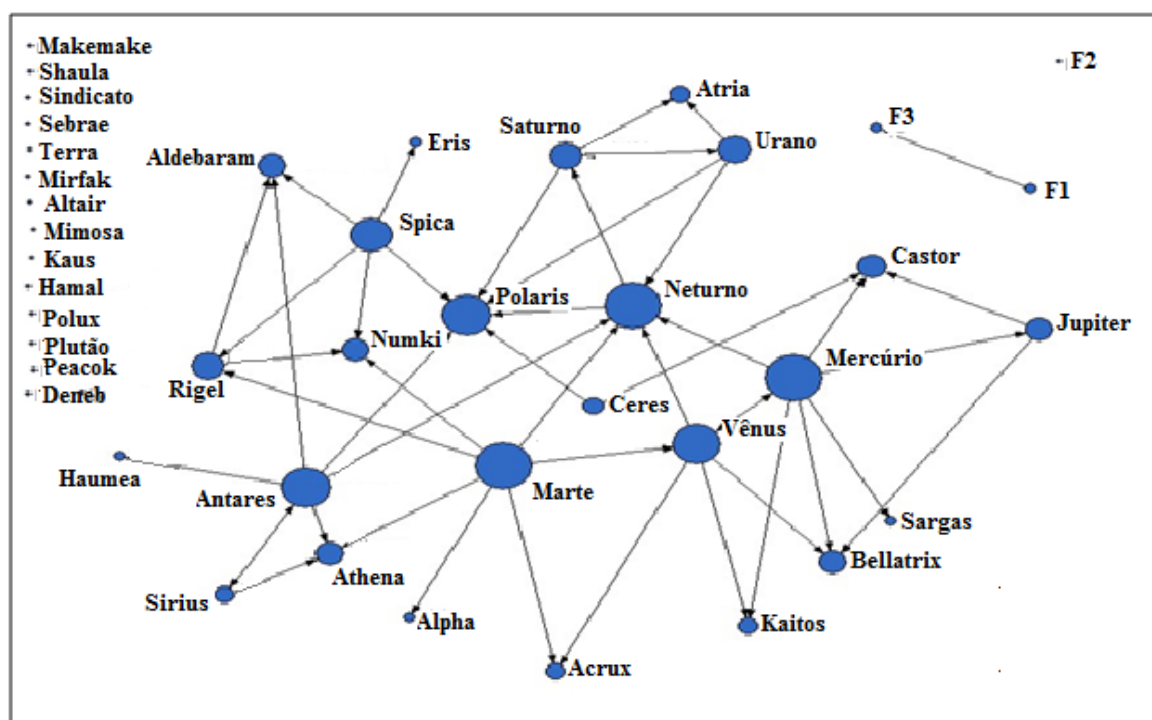 Makemake
Shaula
Sindicato
Sebrae
Terra
Mirfak
Altair
Mimosa
Kaus
Hamal
Polux
Plutão
Peacok
Deneb
F2
Atria
F3
Saturno
Urano
Eris
Aldebaram
F1
Spica
Castor
Polaris
Neturno
Jupiter
Numki
Mercúrio
Rigel
Ceres
Vênus
Haumea
Antares
Marte
Sargas
Bellatrix
Athena
Sirius
Alpha
Kaitos
Acrux